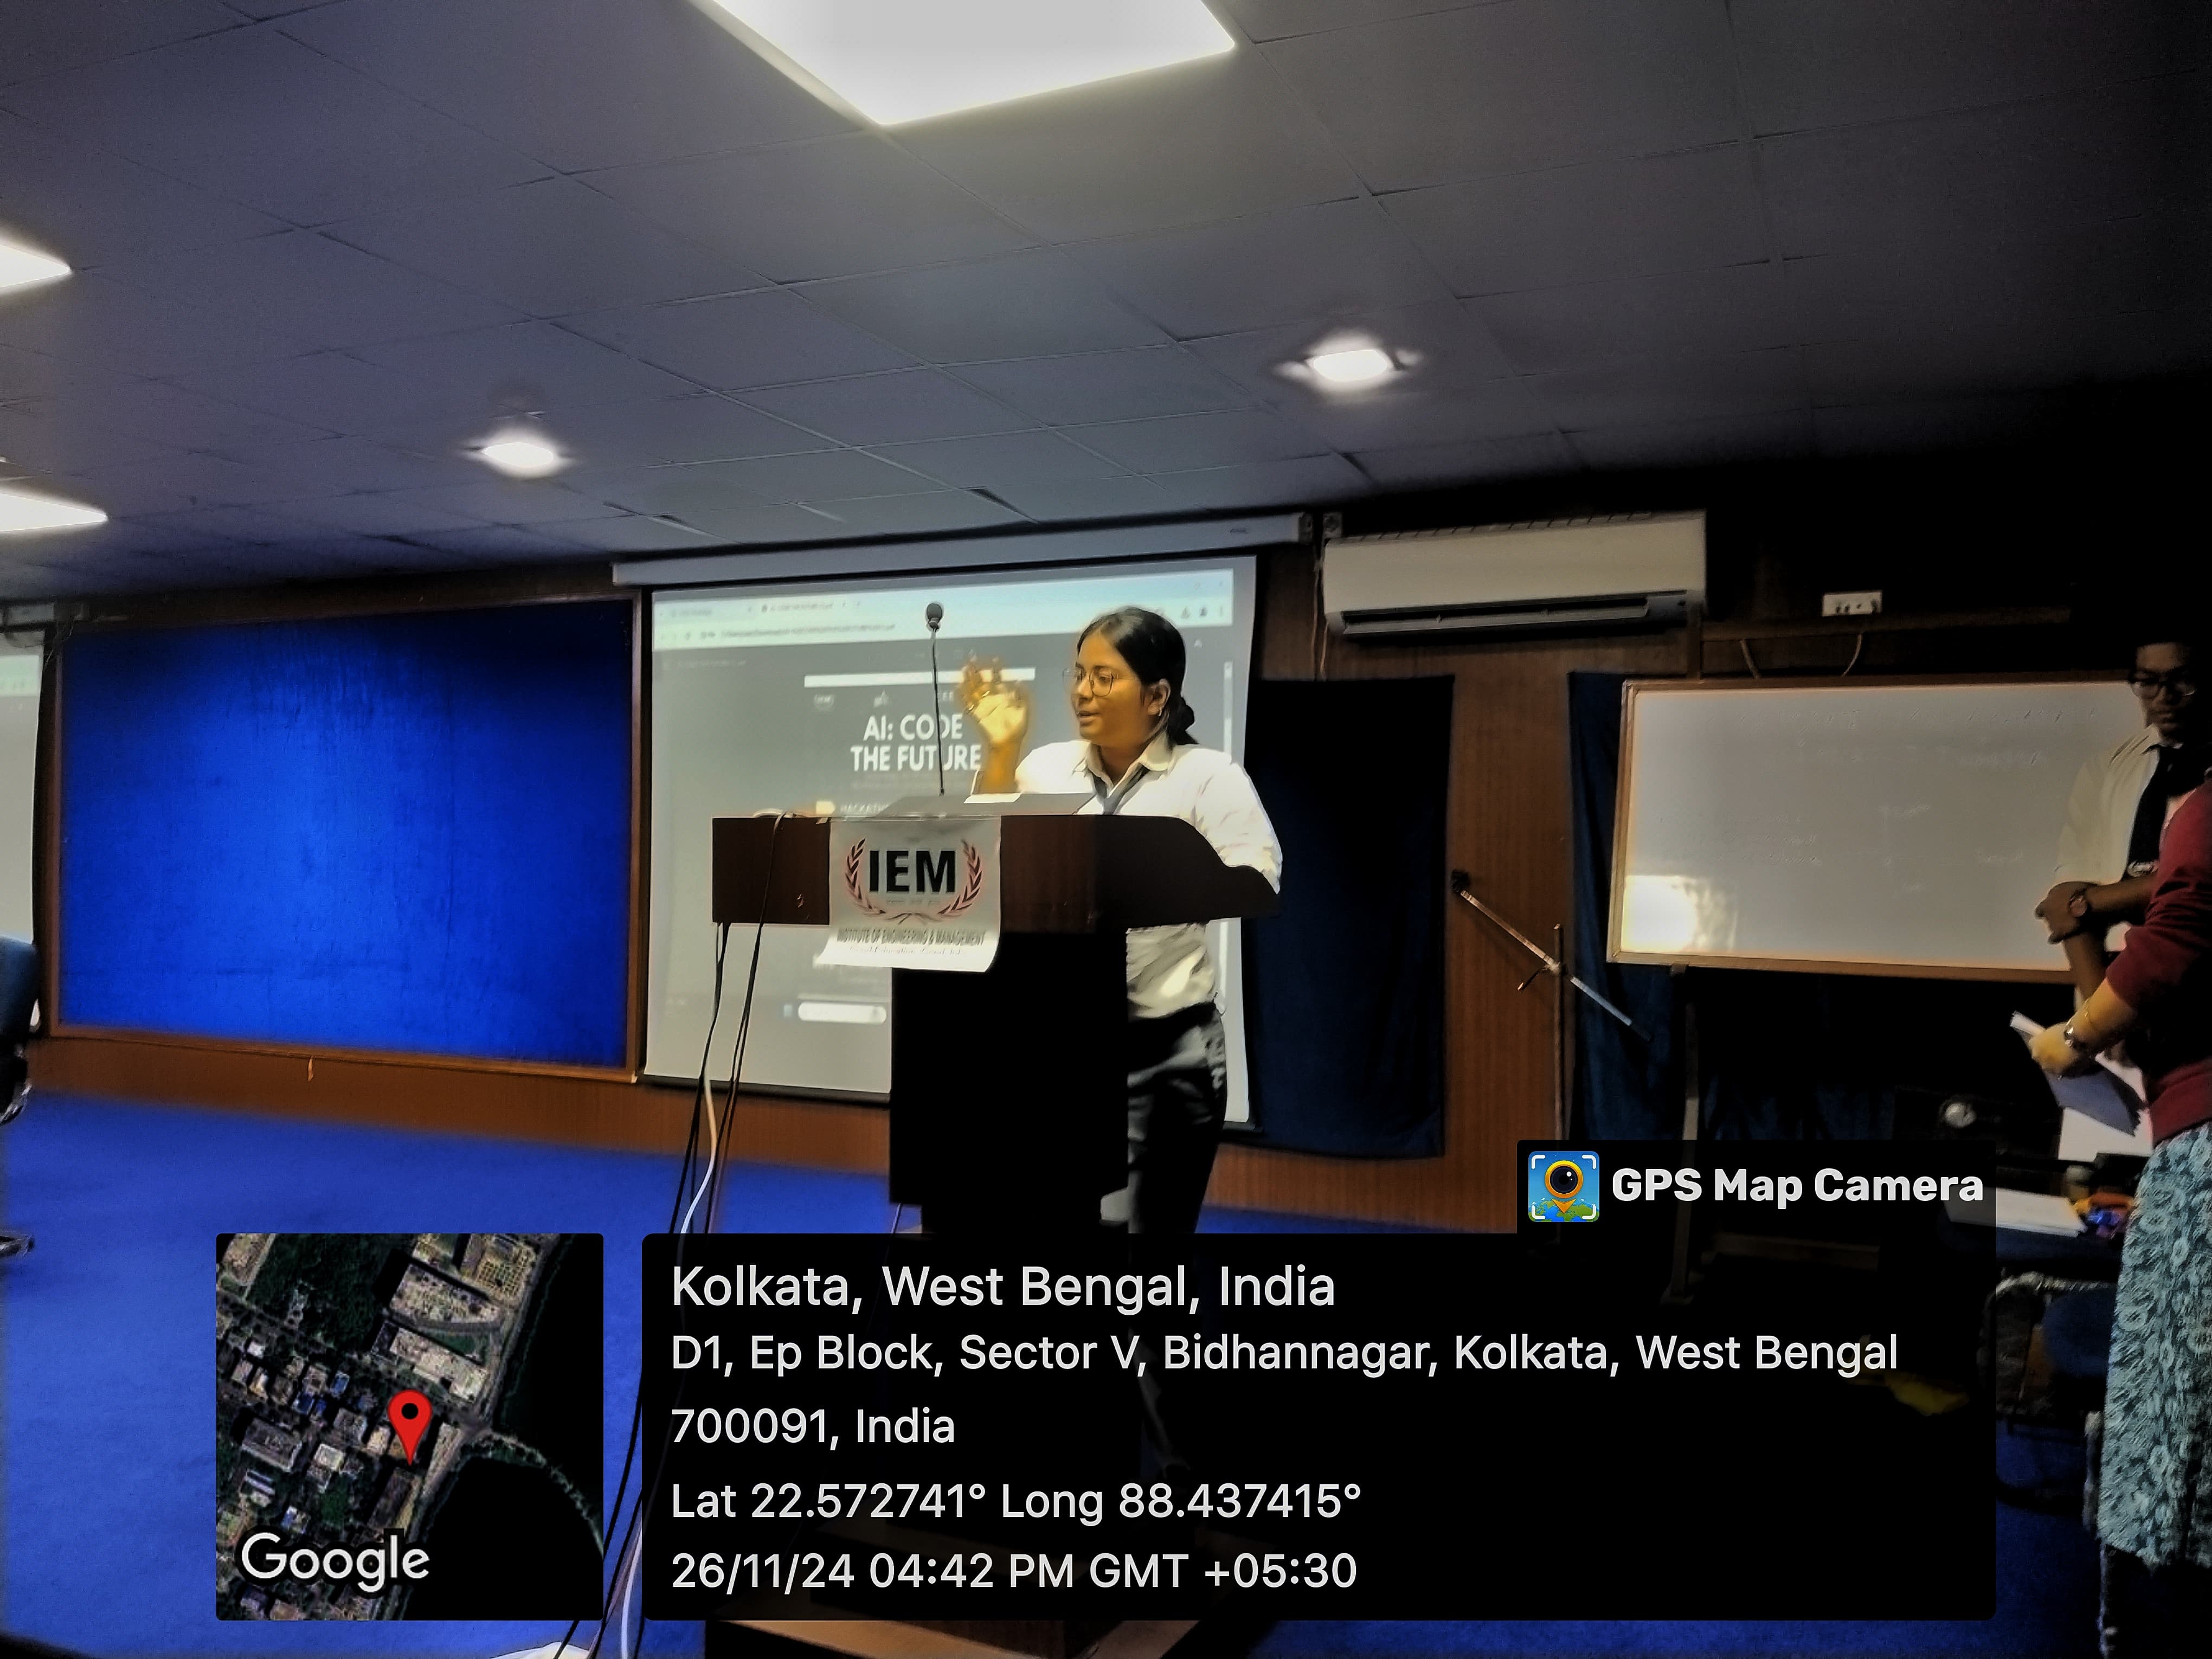 AI: CODE
THE FUTURE
IEM
INSTITUTE OF ENGINEERING & MANAGEMENT
GPS Map Camera
Kolkata, West Bengal, India
D1, Ep Block, Sector V, Bidhannagar, Kolkata, West Bengal
700091, India
Lat 22.572741° Long 88.437415°
26/11/24 04:42 PM GMT +05:30
Google